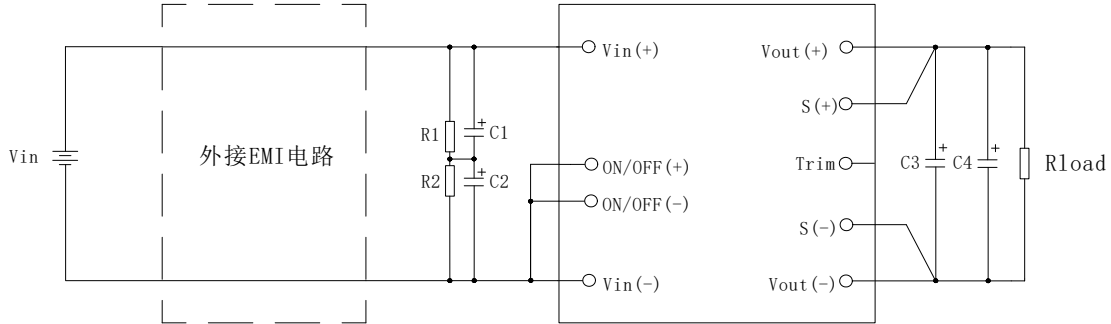 Vin
外接EMI电路
R1
C1
R2
C2
Vin(+)
ON/OFF(+)
ON/OFF(-)
Vin(-)
Vout(+)
S(+)
Trim
S(-)
Vout(-)
C3
+
C4
+
Rload
+
+